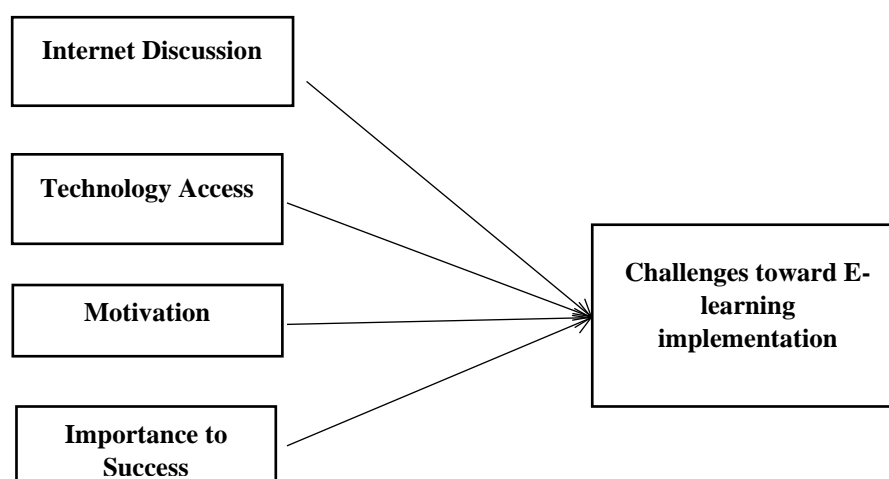 Internet Discussion
Technology Access
Motivation
Importance to
Success
Challenges toward E-
learning
implementation